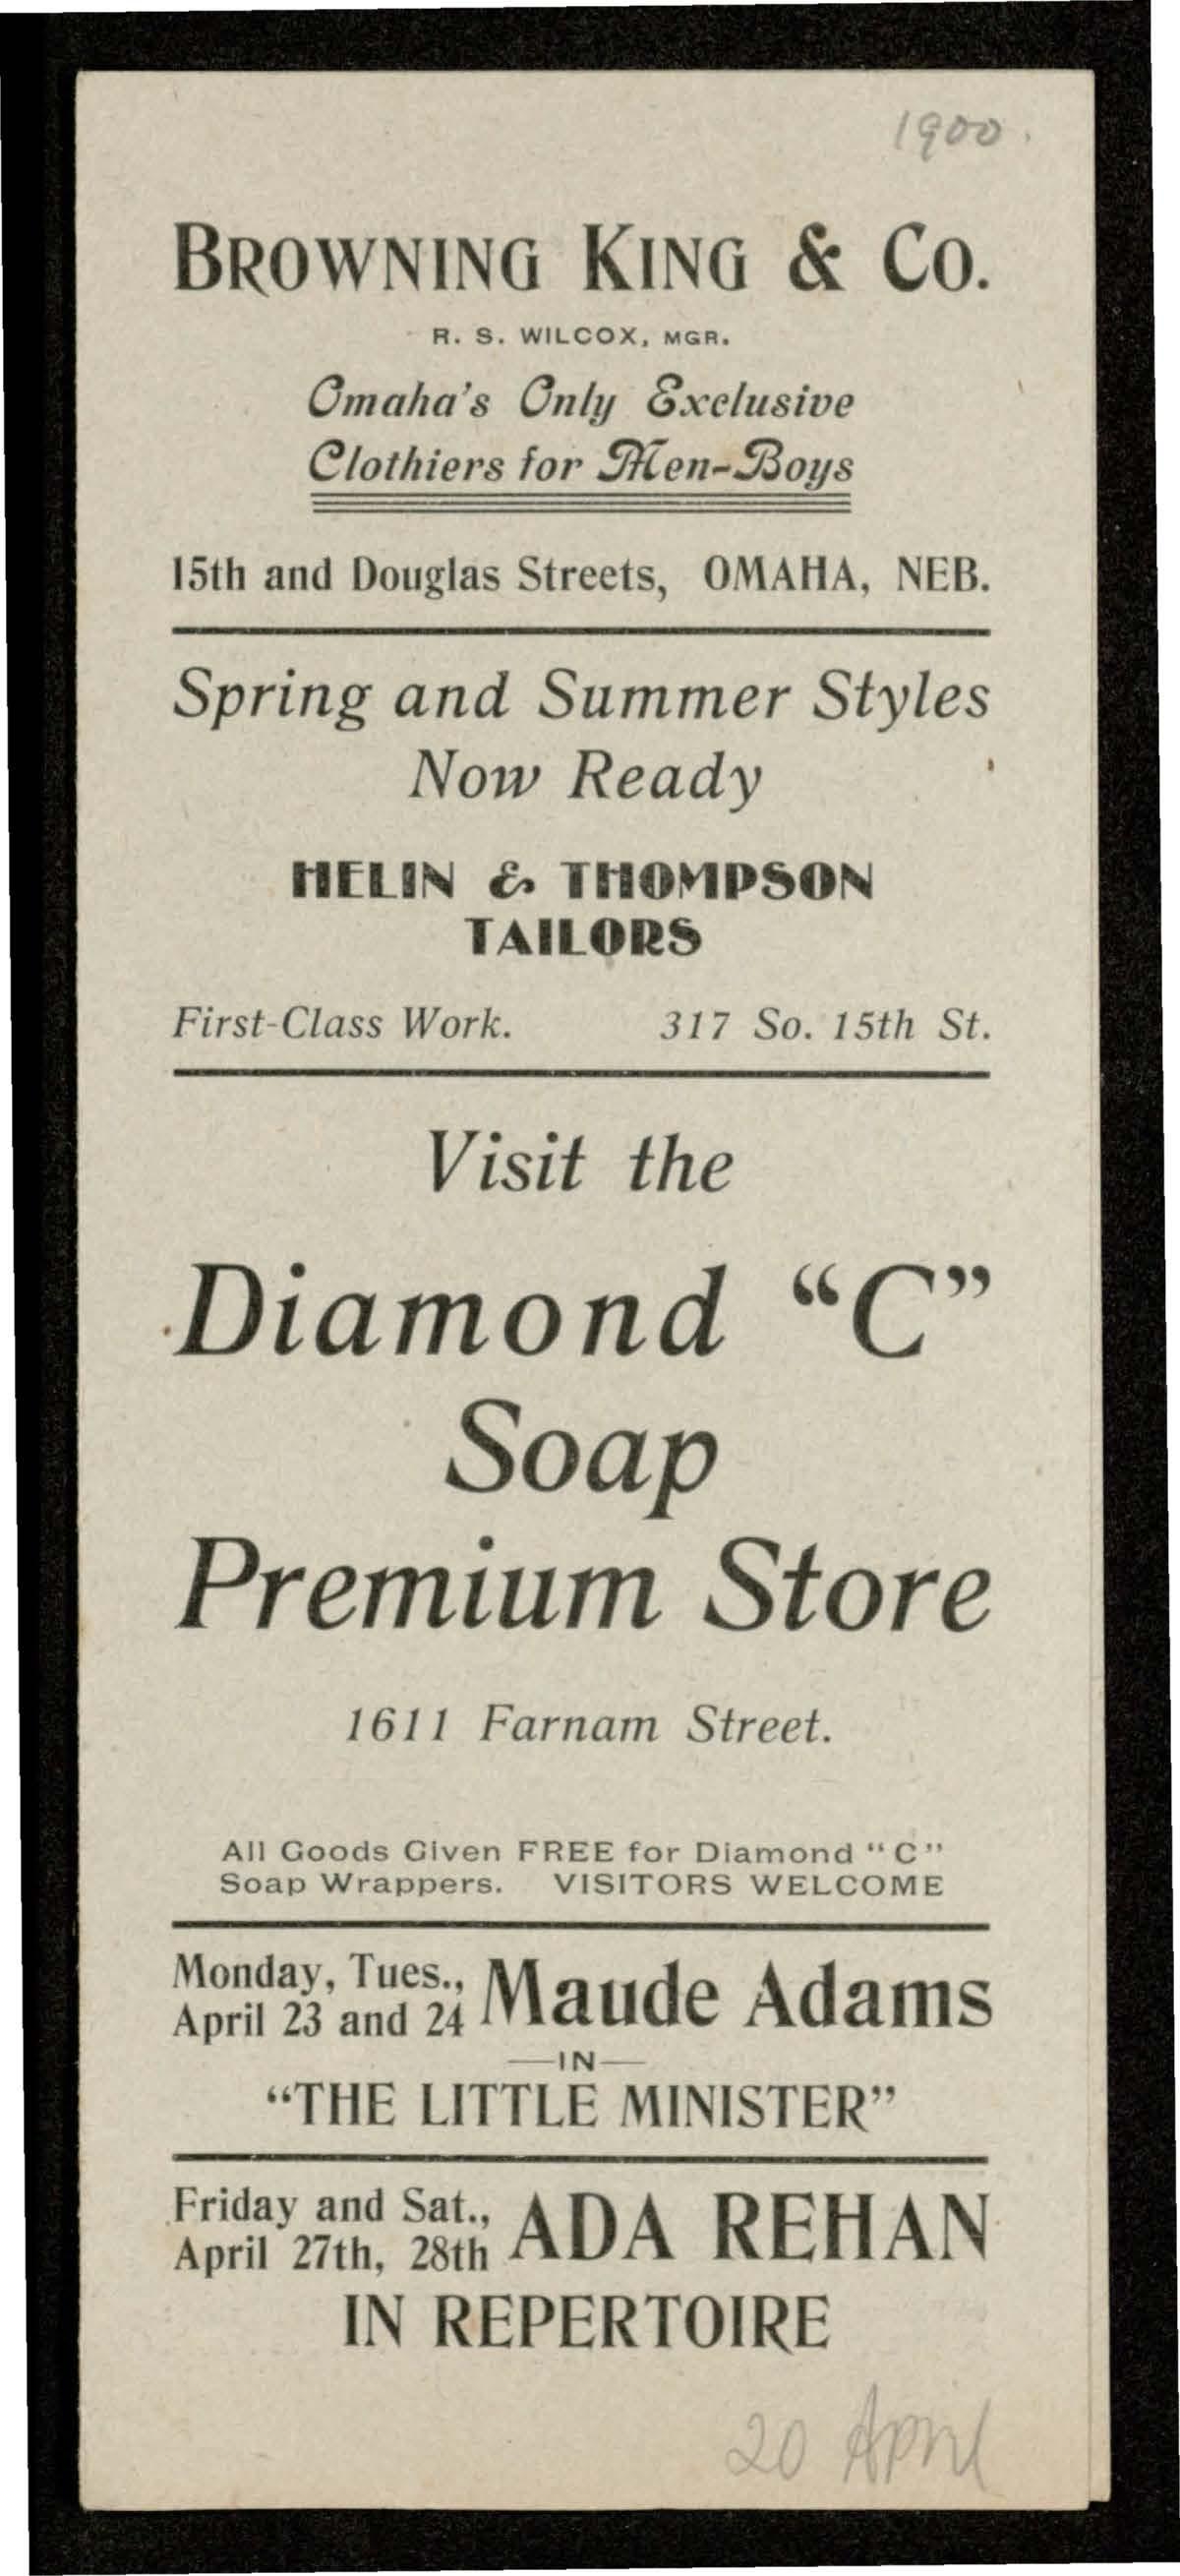 1900.
BROWNING KING & CO.
R. S. WILCOX, MGR.
Omaha's Only Exclusive
Clothiers for Men-Boys
15th and Douglas Streets, OMAHA, NEB.
Spring and Summer Styles
Now Ready
HELIN & THOMPSON
TAILORS
First-Class Work. 317 So. 15th St.
Visit the
Diamond “C”
Soap
Premium Store
1611 Farnam Street.
All Goods Given FREE for Diamond “C”
Soap Wrappers. VISITORS WELCOME
Monday, Tues.,
April 23 and 24
Maude Adams
—IN—
“THE LITTLE MINISTER”
Friday and Sat.,
April 27th, 28th
ADA REHAN
IN REPERTOIRE
20 April